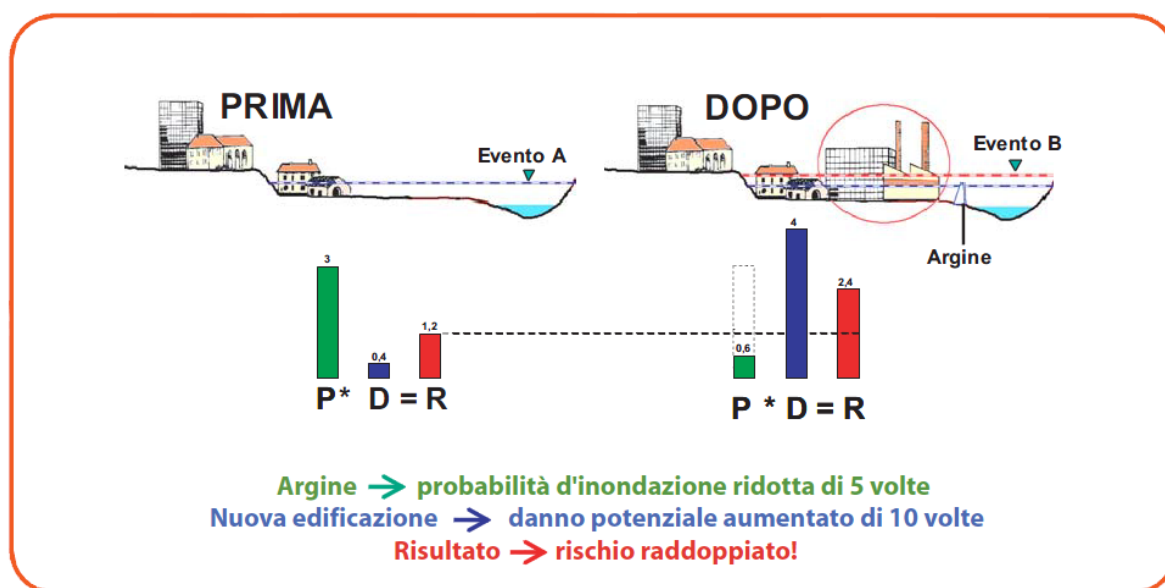 PRIMA
DOPO
Evento A
Evento B
Argine
3
0,4
1,2
0,6
4
2,4
P* D = R
P * D = R
Argine → probabilità d'inondazione ridotta di 5 volte
Nuova edificazione → danno potenziale aumentato di 10 volte
Risultato → rischio raddoppiato!